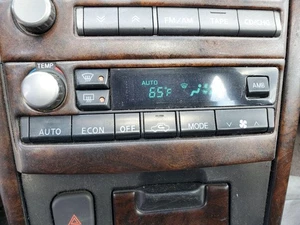 FM/AM TAPE CD/CHG
TEMP
AUTO
65°F
AMB
AUTO ECON OFF MODE